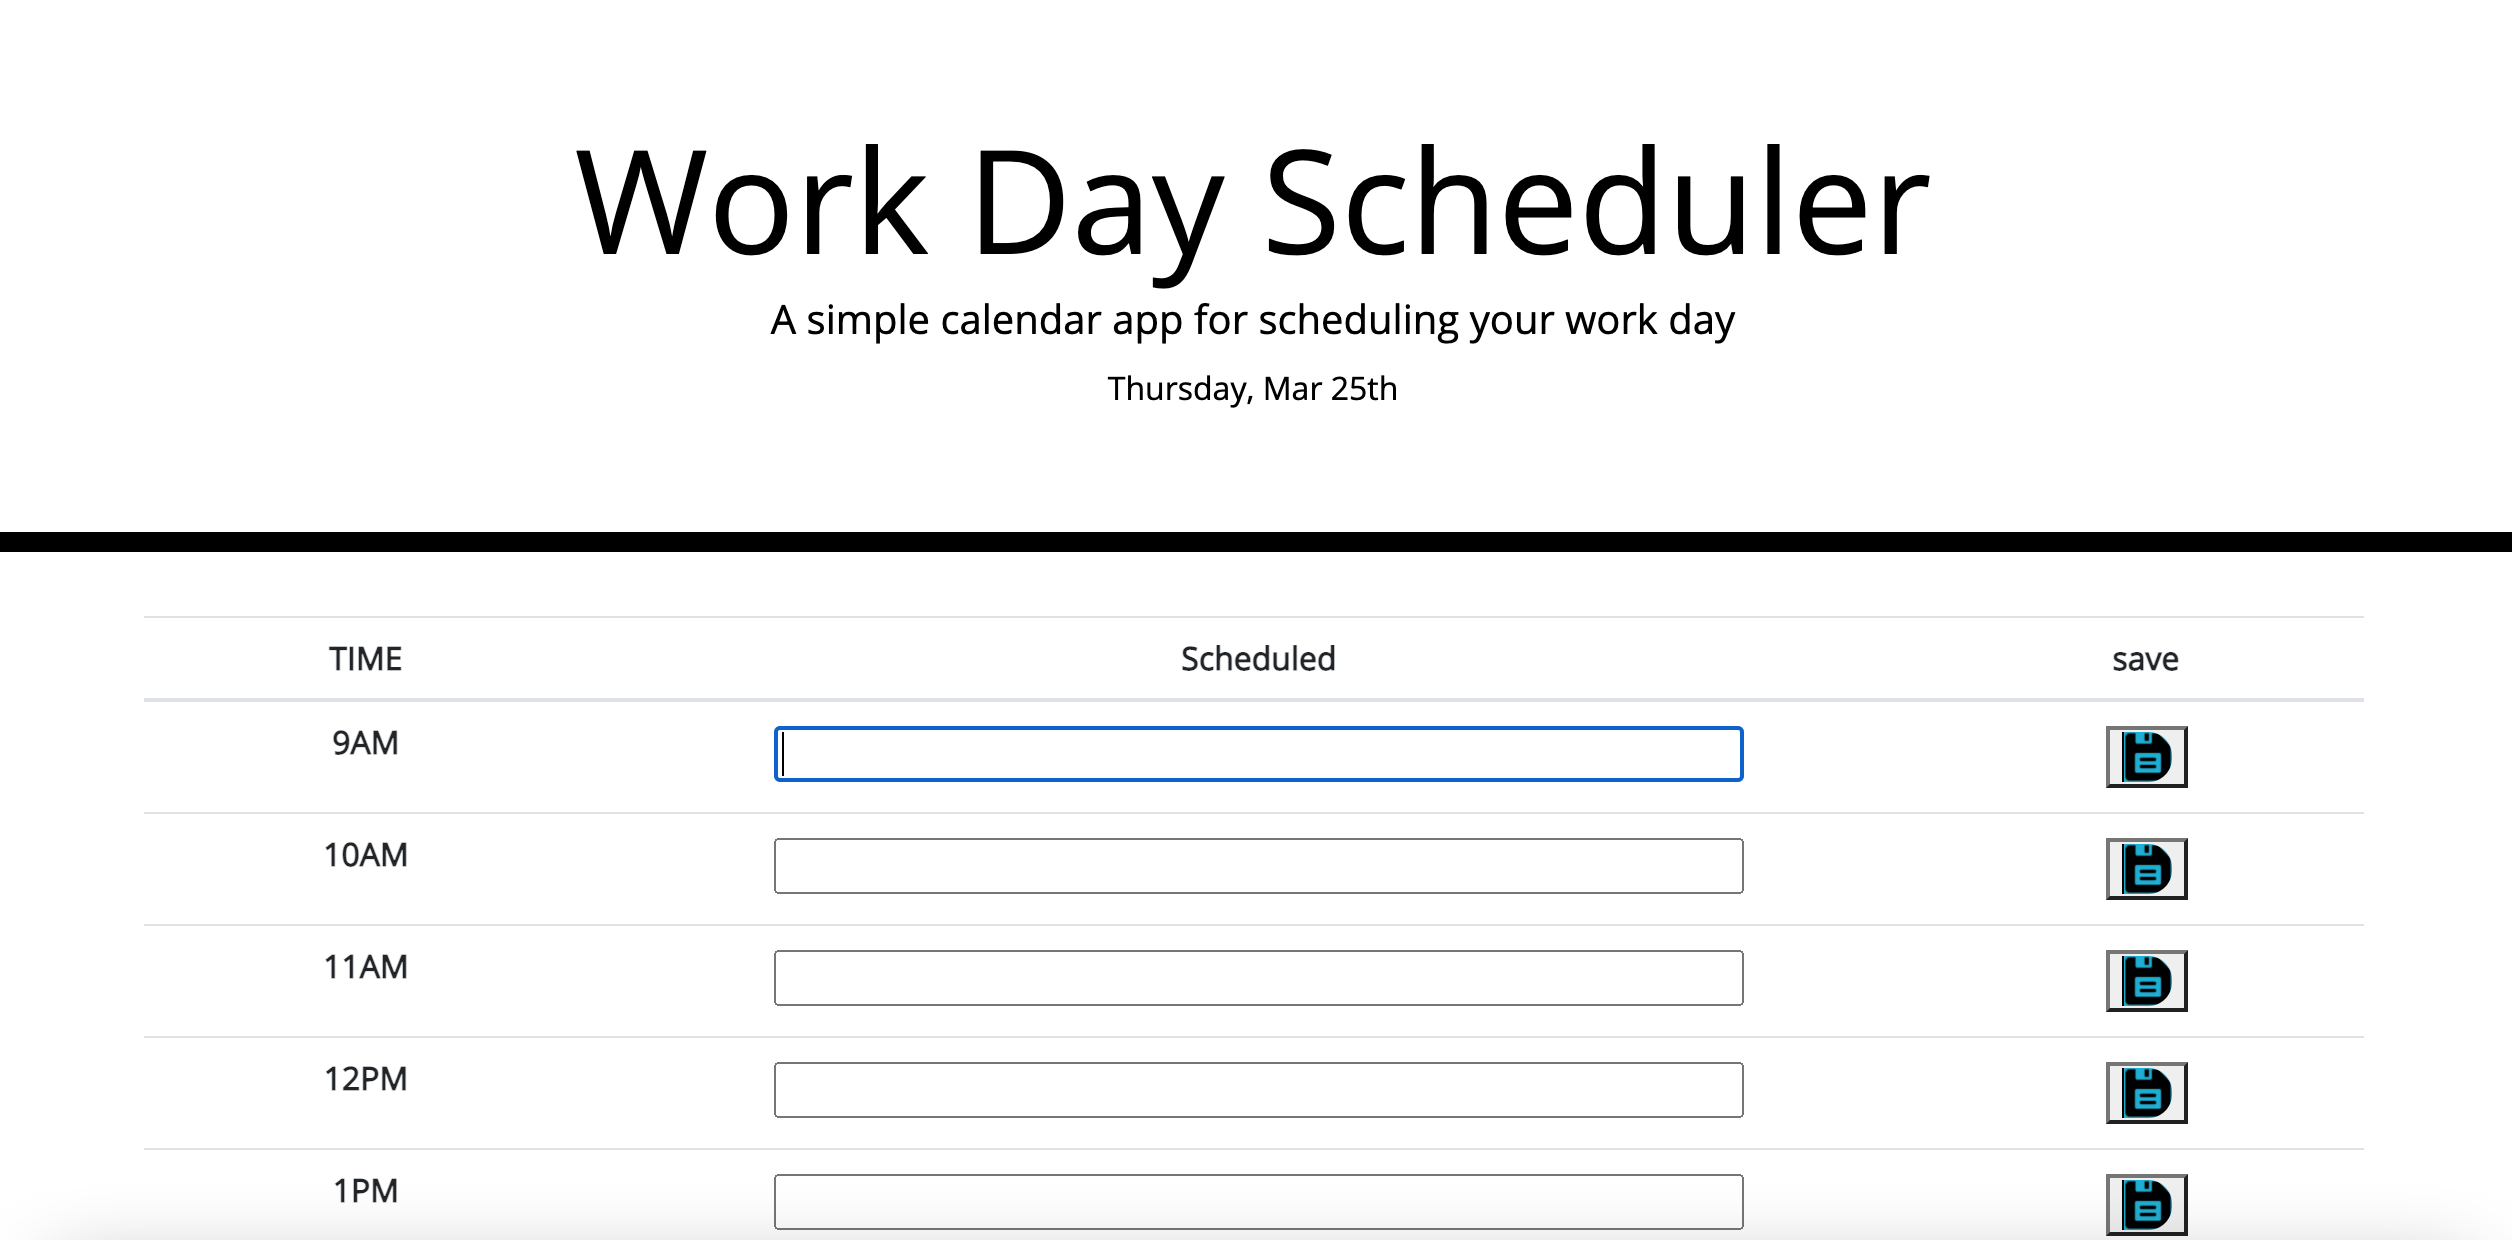 Work Day Scheduler
A simple calendar app for scheduling your work day
Thursday, Mar 25th
TIME Scheduled save
9AM
10AM
11AM
12PM
1PM